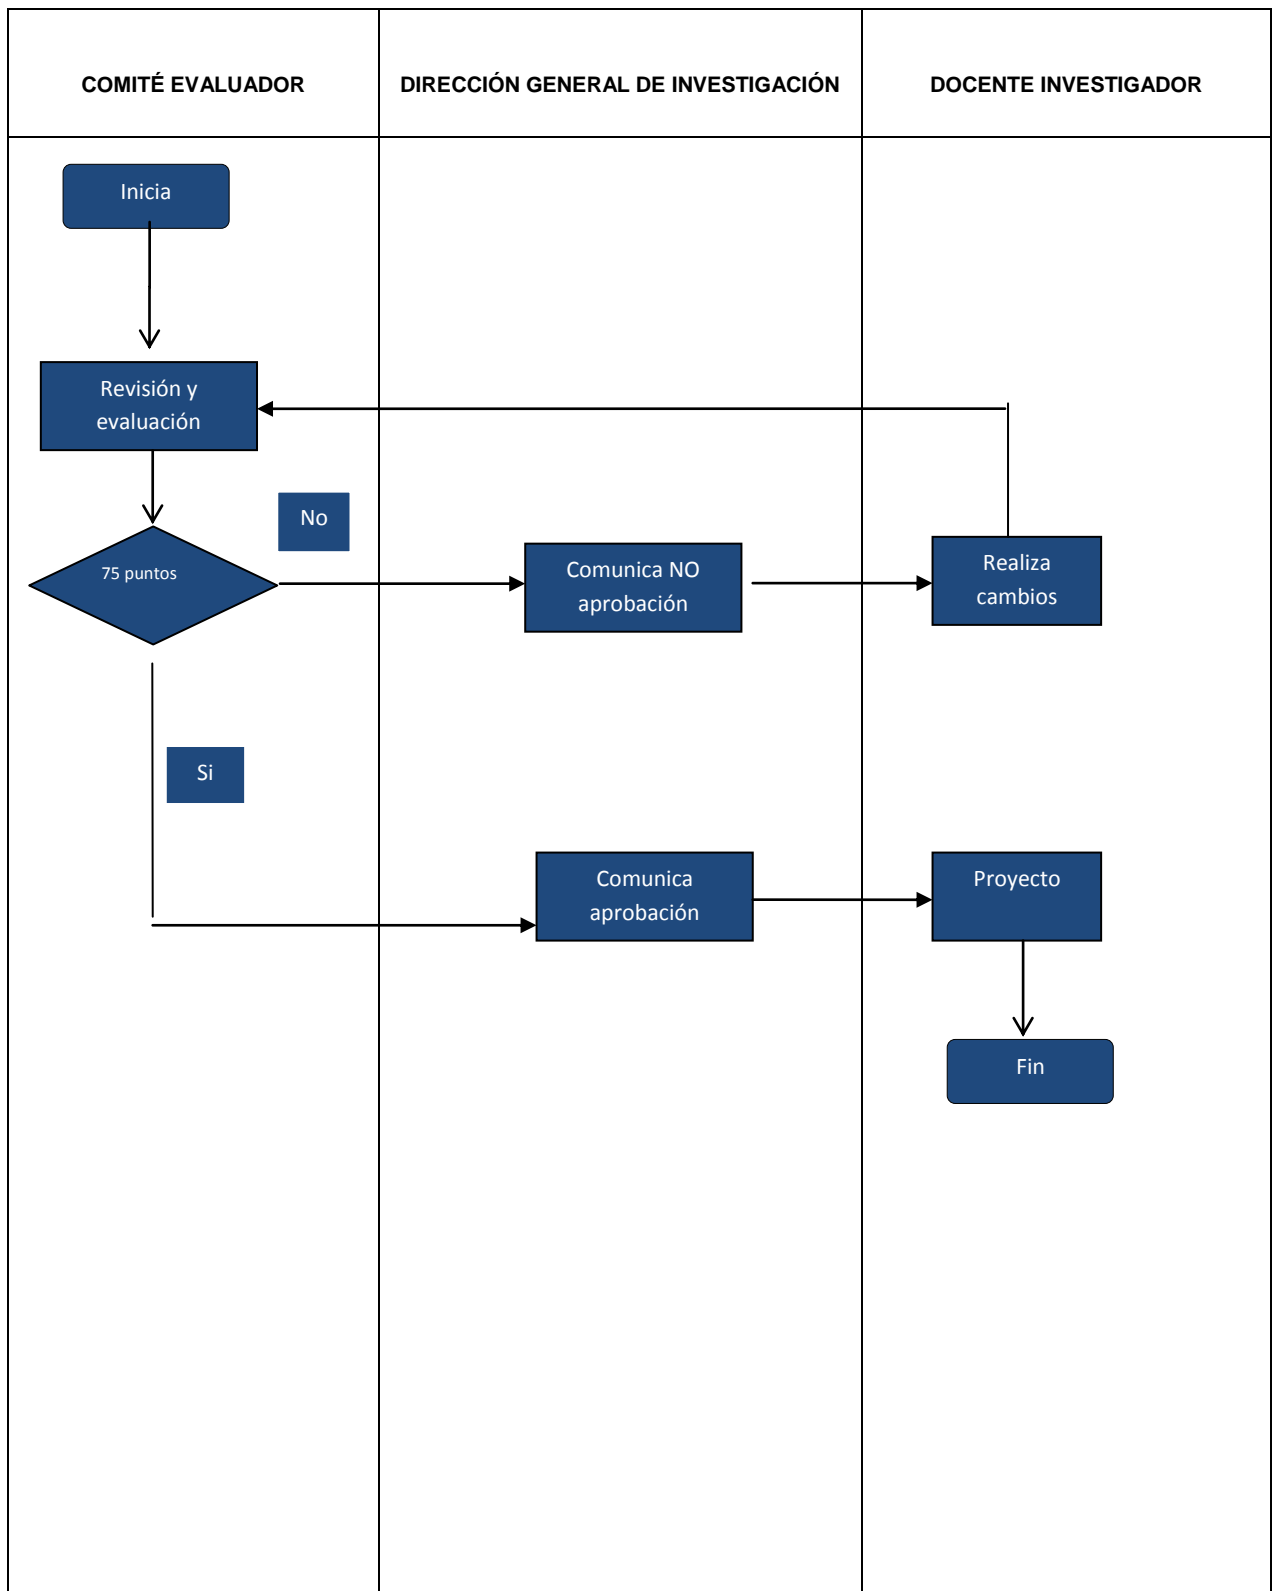 COMITÉ EVALUADOR
DIRECCIÓN GENERAL DE INVESTIGACIÓN
DOCENTE INVESTIGADOR
Inicia
Revisión y
evaluación
No
75 puntos
Comunica NO
aprobación
Realiza
cambios
Si
Comunica
aprobación
Proyecto
Fin